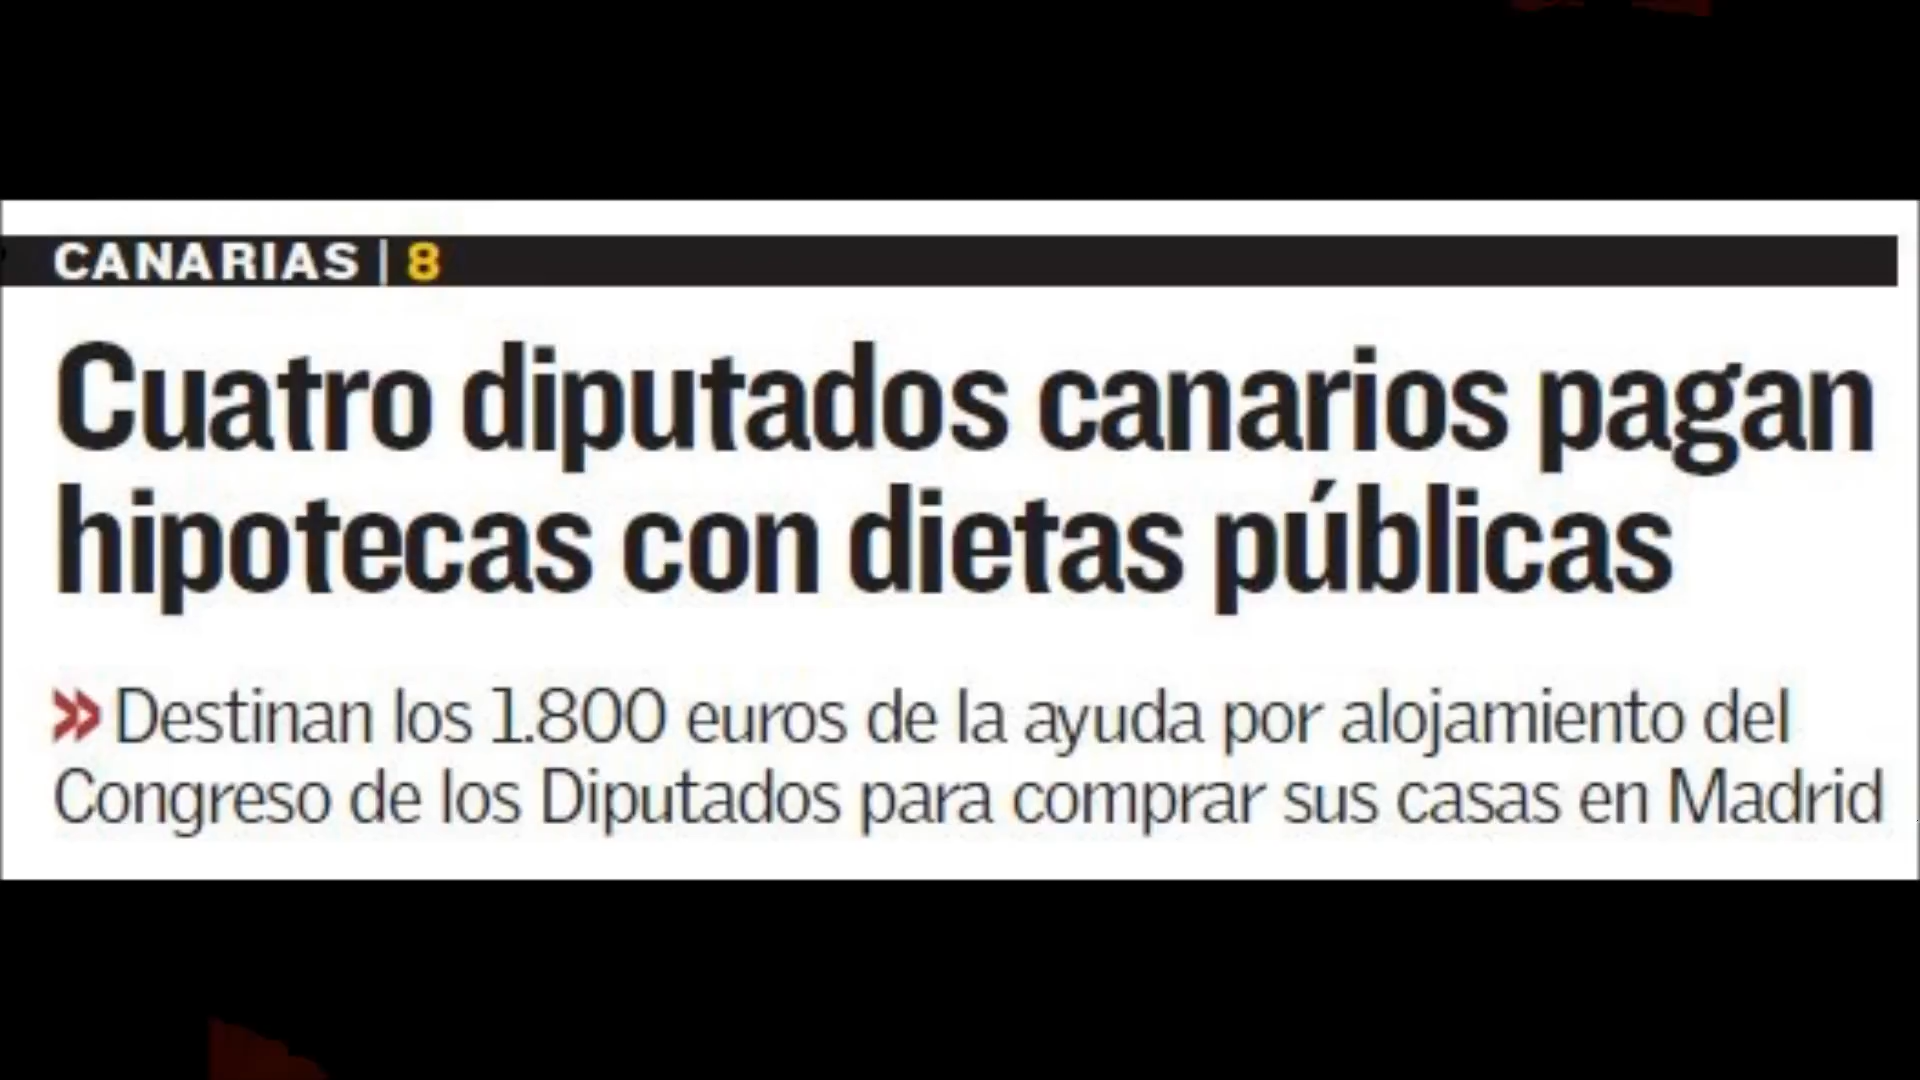 CANARIAS | 8
Cuatro diputados canarios pagan
hipotecas con dietas públicas
» Destinan los 1.800 euros de la ayuda por alojamiento del
Congreso de los Diputados para comprar sus casas en Madrid